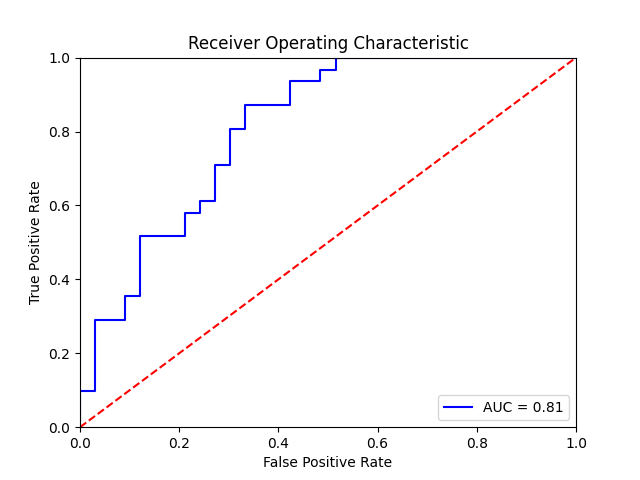 Receiver Operating Characteristic
True Positive Rate
1.0
0.8
0.6
0.4
0.2
0.0
AUC = 0.81
0.0 0.2 0.4 0.6 0.8 1.0
False Positive Rate